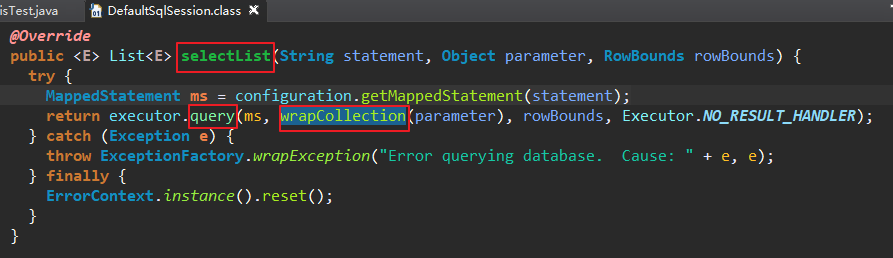 isTest.java DefaultSqlSession.class
@Override
public <E> List<E> selectList(String statement, Object parameter, RowBounds rowBounds) {
try {
MappedStatement ms = configuration.getMappedStatement(statement);
return executor.query(ms, wrapCollection(parameter), rowBounds, Executor.NO_RESULT_HANDLER);
} catch (Exception e) {
throw ExceptionFactory.wrapException("Error querying database.  Cause: " + e, e);
} finally {
ErrorContext.instance().reset();
}
}